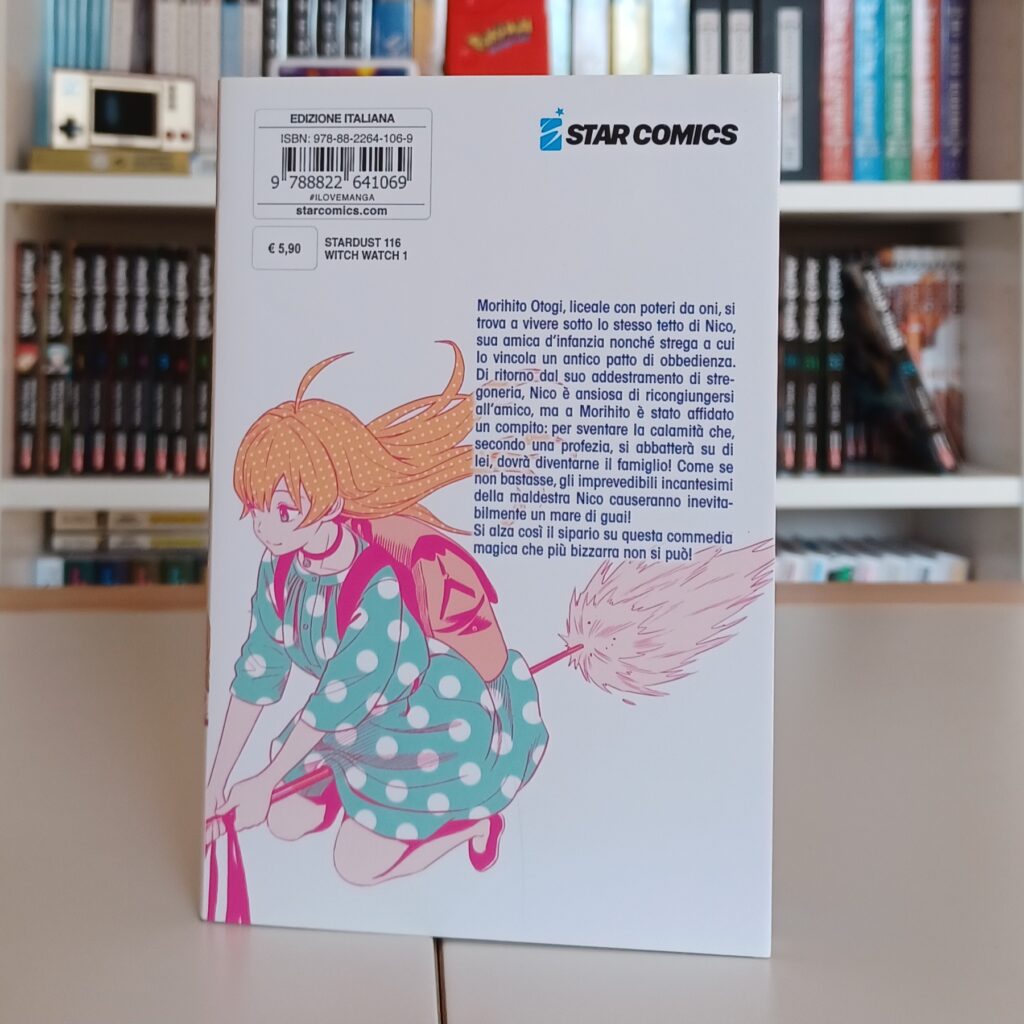 POKÉMON
EDIZIONE ITALIANA
ISBN: 978-88-2264-106-9
9 788822 641069
#ILOVEMANGA
starcomics.com
STAR COMICS
€ 5,90
STARDUST 116
WITCH WATCH 1
Morihito Otogi, liceale con poteri da oni, si
trova a vivere sotto lo stesso tetto di Nico,
sua amica d'infanzia nonché strega a cui
lo vincola un antico patto di obbedienza.
Di ritorno dal suo addestramento di stre-
goneria, Nico è ansiosa di ricongiungersi
all'amico, ma a Morihito è stato affidato
un compito: per sventare la calamità che,
secondo una profezia, si abbatterà su di
lei, dovrà diventarne il famiglio! Come se
non bastasse, gli imprevedibili incantesimi
della maldestra Nico causeranno inevita-
bilmente un mare di guai!
Si alza così il sipario su questa commedia
magica che più bizzarra non si può!